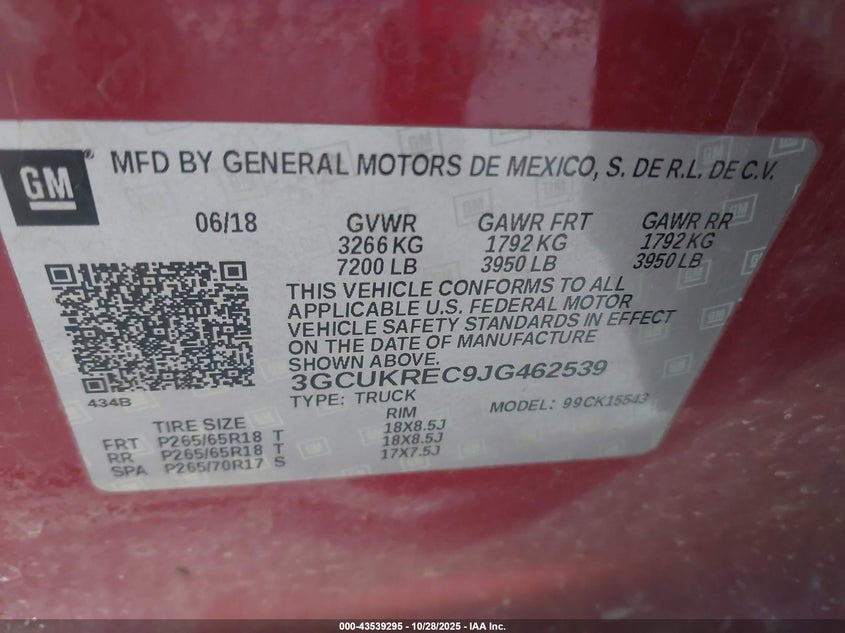 GM® MFD BY GENERAL MOTORS DE MEXICO, S. DE R.L. DE C.V.
06/18 GVWR GAWR FRT GAWR RR
3266 KG 1792 KG 1792 KG
7200 LB 3950 LB 3950 LB
THIS VEHICLE CONFORMS TO ALL
APPLICABLE U.S. FEDERAL MOTOR
VEHICLE SAFETY STANDARDS IN EFFECT
ON THE DATE OF MANUFACTURE
SHOWN ABOVE.
3GCUKREC9JG462539
434B TYPE: TRUCK MODEL: 99CK15543
TIRE SIZE RIM
FRT P265/65R18 T 18X8.5J
RR P265/65R18 T 18X8.5J
SPA P265/70R17 S 17X7.5J
000-43539295 - 10/28/2025 - IAA Inc.